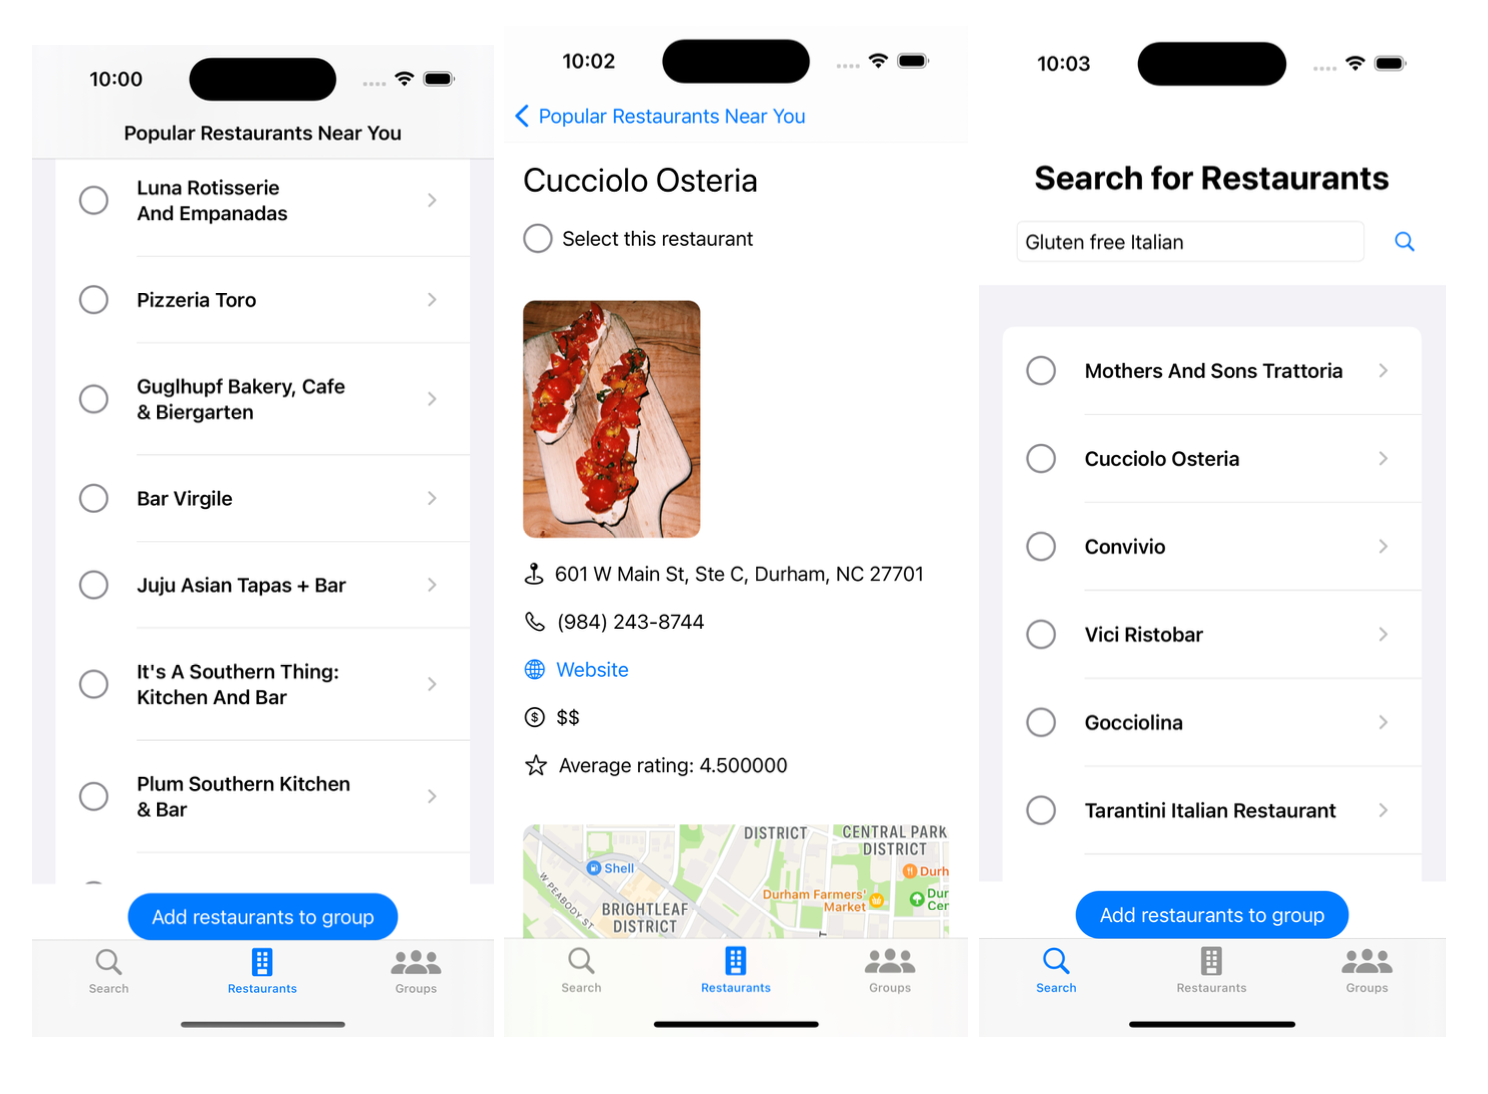 10:00
Popular Restaurants Near You
Luna Rotisserie
And Empanadas
Pizzeria Toro
Guglhupf Bakery, Cafe
& Biergarten
Bar Virgile
Juju Asian Tapas + Bar
It's A Southern Thing:
Kitchen And Bar
Plum Southern Kitchen
& Bar
Add restaurants to group
Search
Restaurants
Groups
10:02
Popular Restaurants Near You
Cucciolo Osteria
Select this restaurant
601 W Main St, Ste C, Durham, NC 27701
(984) 243-8744
Website
$$
Average rating: 4.500000
DISTRICT
CENTRAL PARK
DISTRICT
Shell
Durh
Durham Farmers'
Market
Dur
Cer
W PEABODY ST
BRIGHTLEAF
DISTRICT
Search
Restaurants
Groups
10:03
Search for Restaurants
Gluten free Italian
Mothers And Sons Trattoria
Cucciolo Osteria
Convivio
Vici Ristobar
Gocciolina
Tarantini Italian Restaurant
Add restaurants to group
Search
Restaurants
Groups